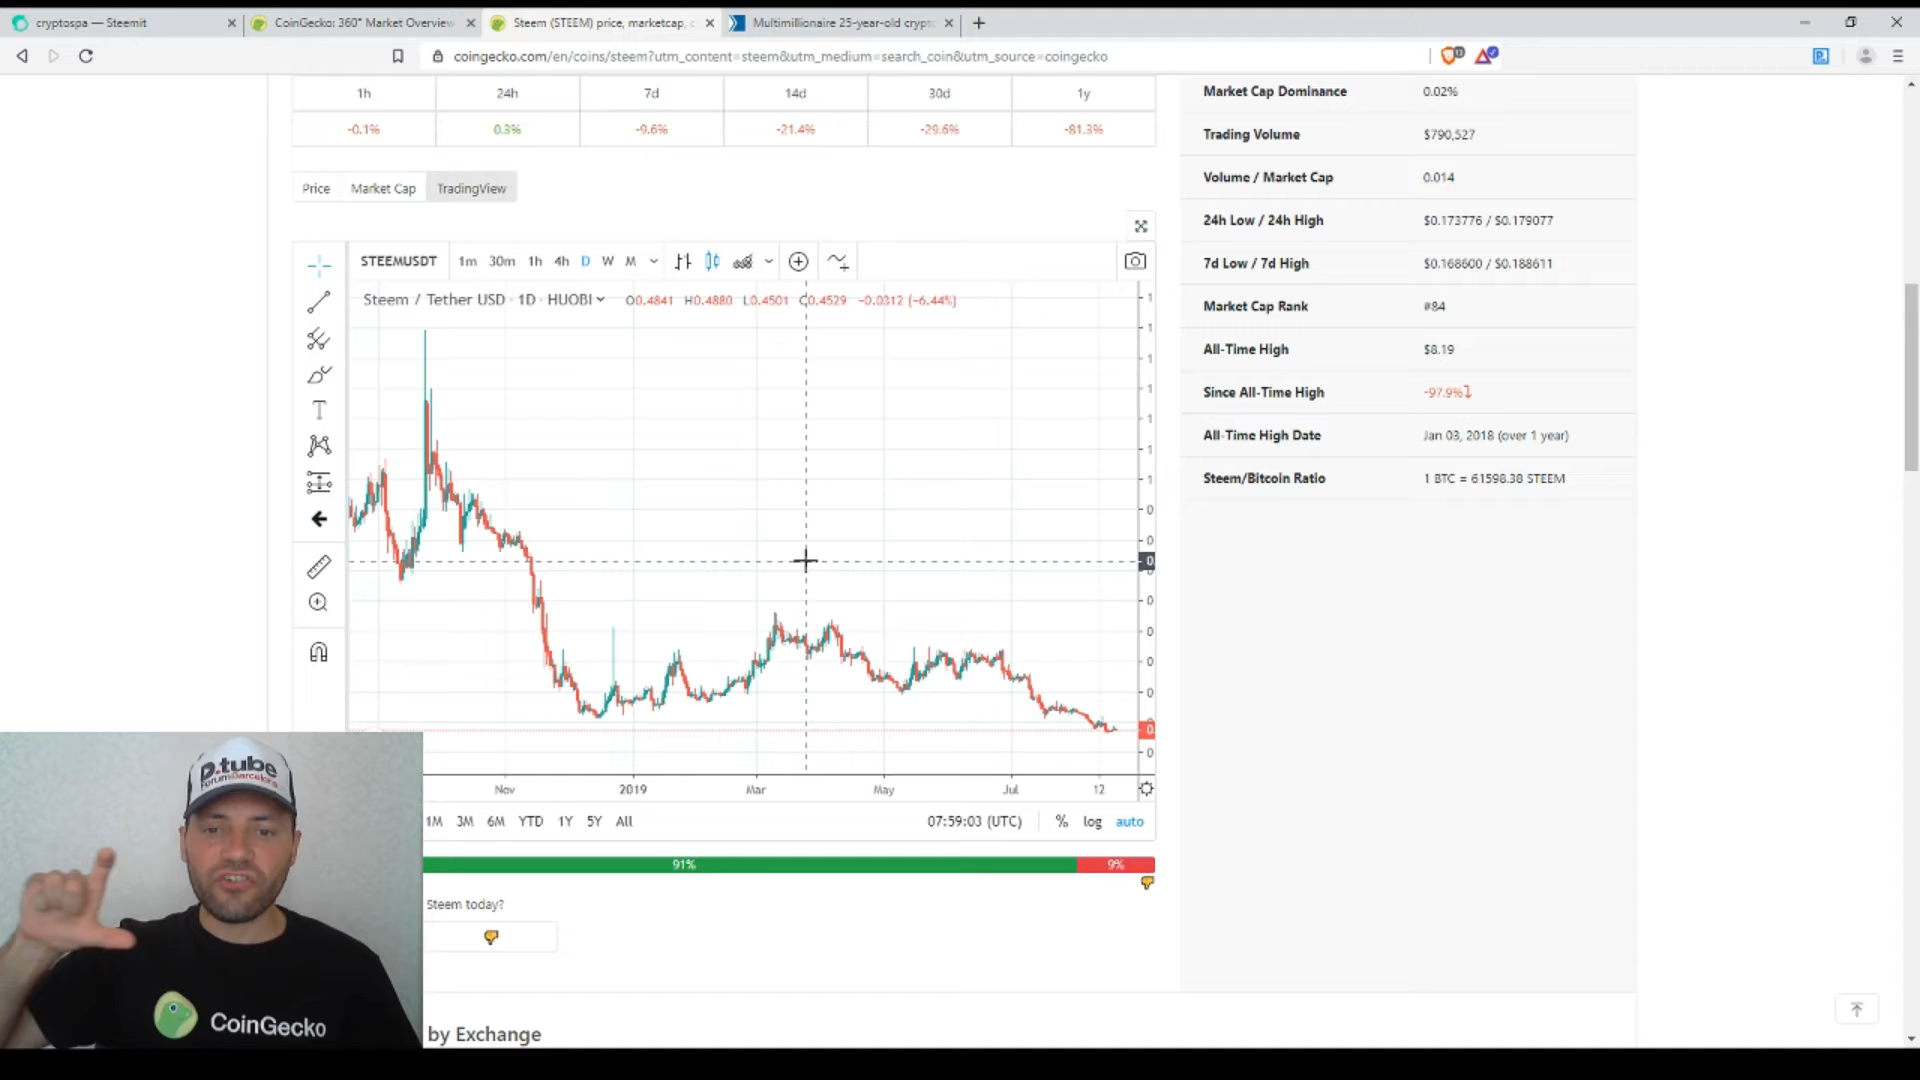 cryptospa — Steemit
CoinGecko: 360° Market Overview
Steem (STEEM) price, marketcap, c
Multimillionaire 25-year-old crypto
coingecko.com/en/coins/steem?utm_content=steem&utm_medium=search_coin&utm_source=coingecko
1h 24h 7d 14d 30d 1y
-0.1% 0.3% -9.6% -21.4% -29.6% -81.3%
Price Market Cap TradingView
STEEMUSDT 1m 30m 1h 4h D W M
Steem / Tether USD · 1D · HUOBI O0.4841 H0.4880 L0.4501 C0.4529 -0.0312 (-6.44%)
Nov 2019 Mar May Jul 12
1M 3M 6M YTD 1Y 5Y All 07:59:03 (UTC) % log auto
91% 9%
Steem today?
by Exchange
Market Cap Dominance 0.02%
Trading Volume $790,527
Volume / Market Cap 0.014
24h Low / 24h High $0.173776 / $0.179077
7d Low / 7d High $0.168600 / $0.188611
Market Cap Rank #84
All-Time High $8.19
Since All-Time High -97.9%
All-Time High Date Jan 03, 2018 (over 1 year)
Steem/Bitcoin Ratio 1 BTC = 61598.38 STEEM
D.tube
ForumBarcelona
CoinGecko